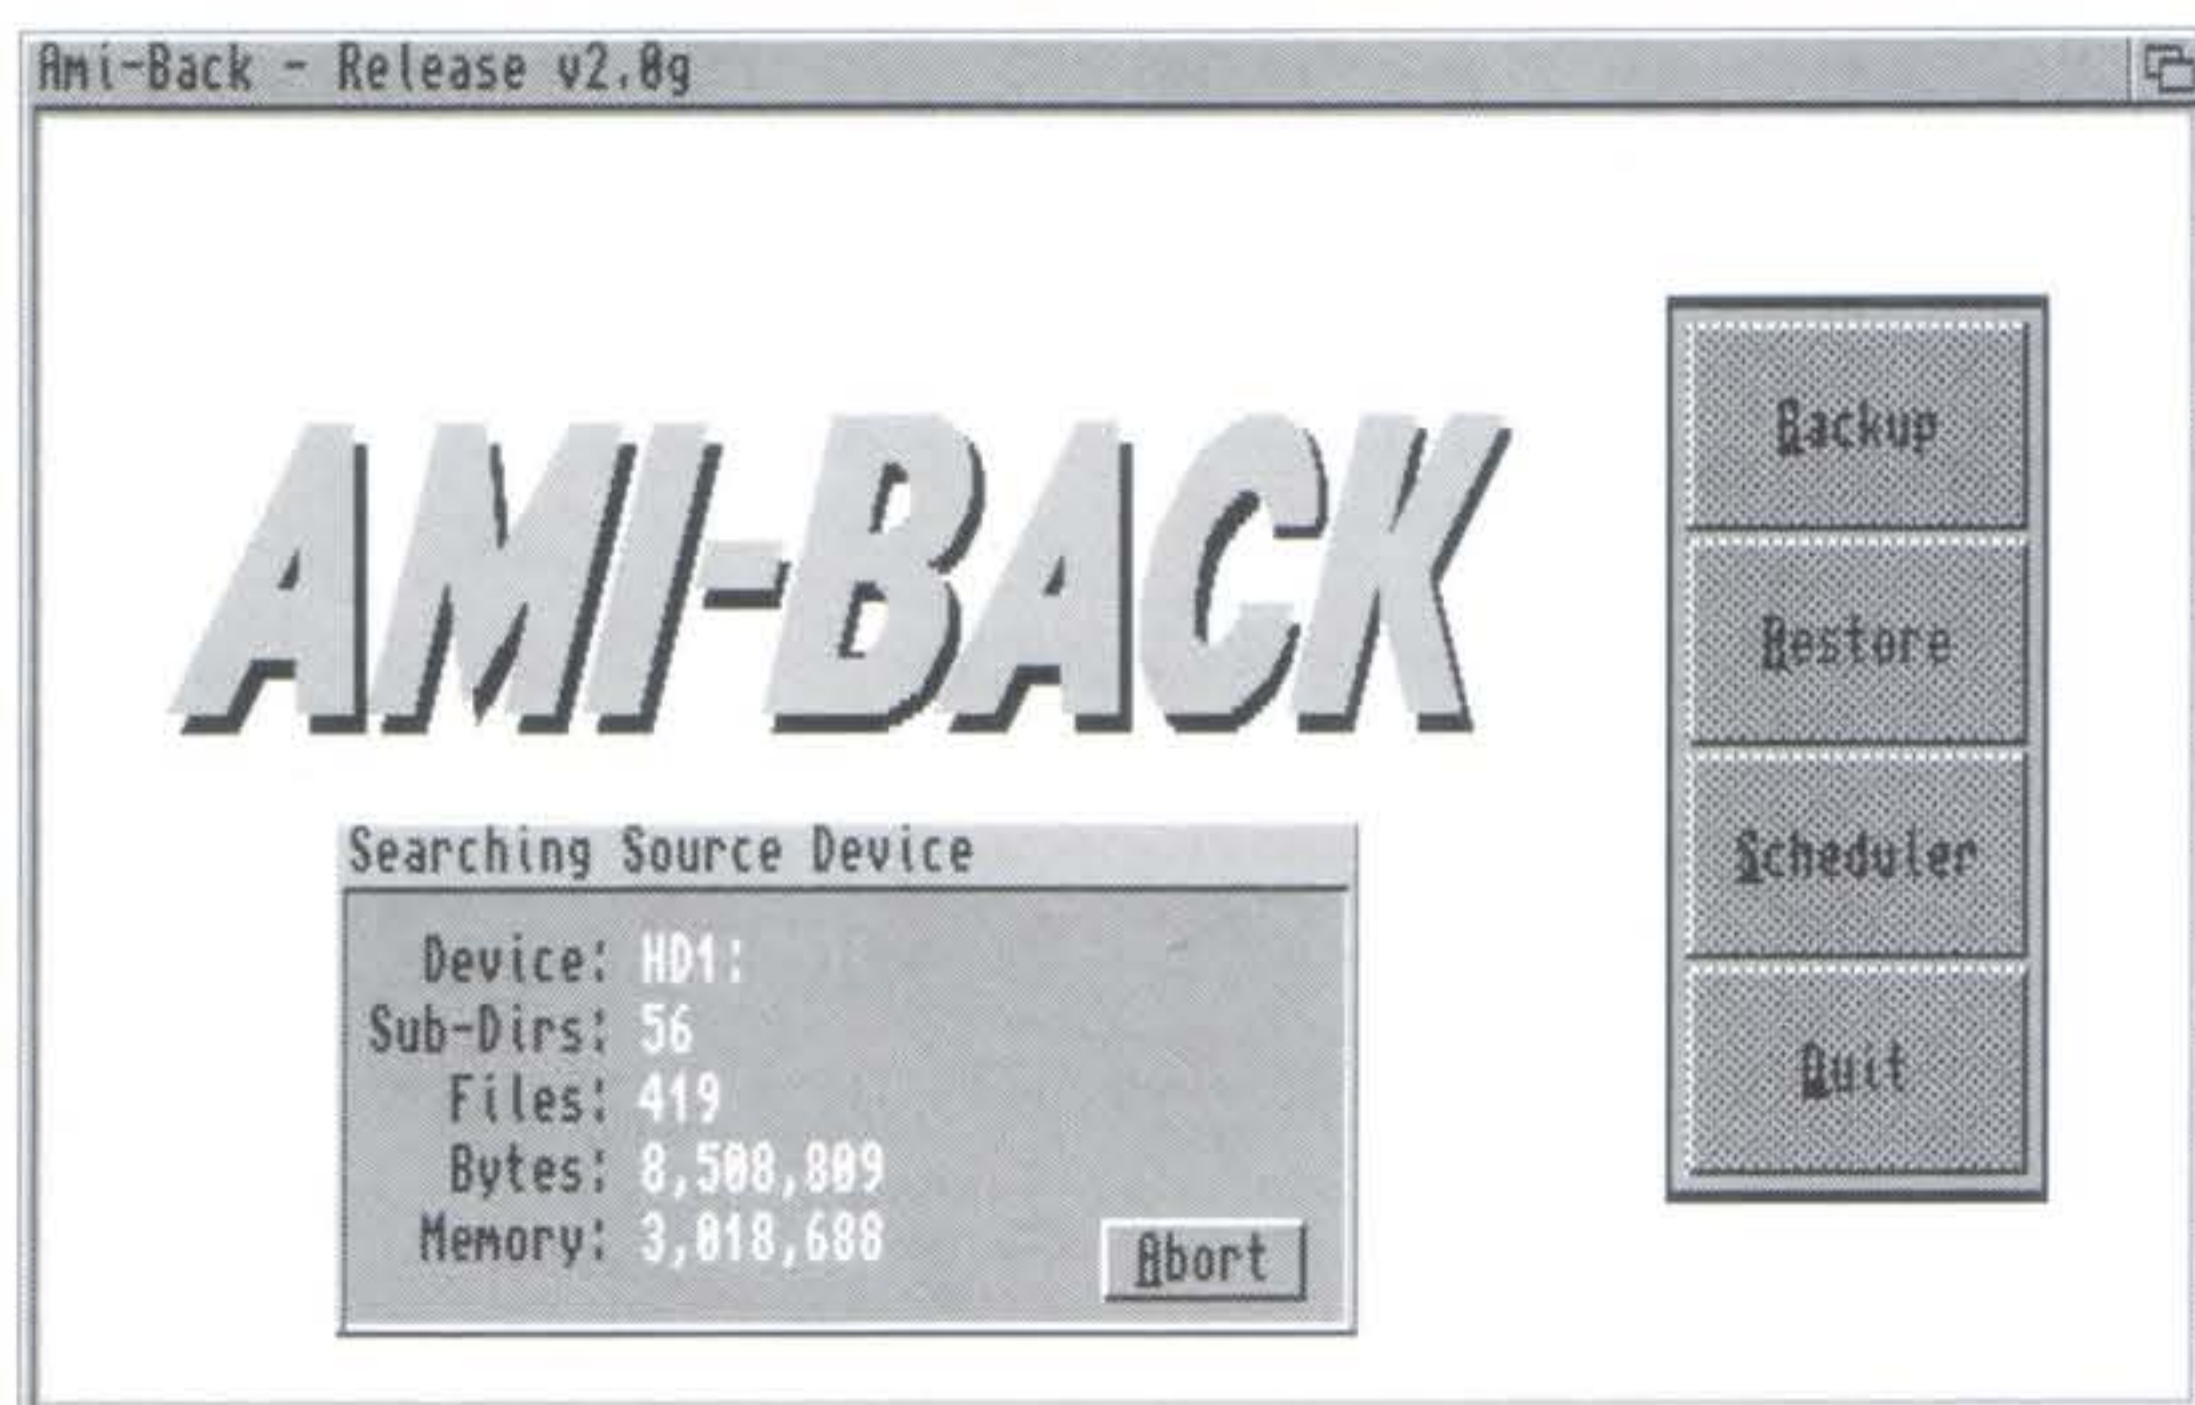 Ami-Back - Release v2.0g
AMI-BACK
Backup
Restore
Scheduler
Quit
Searching Source Device
Device: HD1:
Sub-Dirs: 56
Files: 419
Bytes: 8,508,809
Memory: 3,018,688
Abort